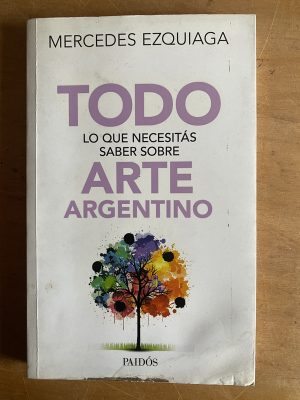 MERCEDES EZQUIAGA
TODO
LO QUE NECESITÁS
SABER SOBRE
ARTE
ARGENTINO
PAIDÓS